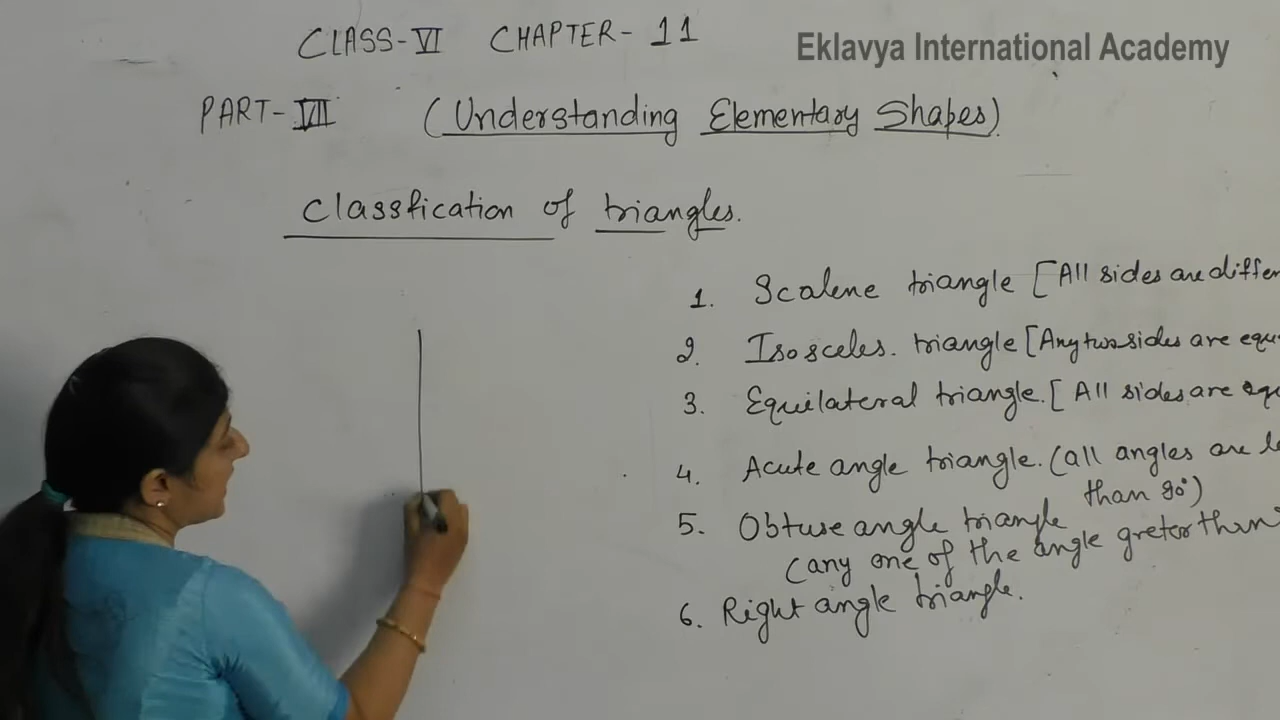 CLASS-VI CHAPTER-11
Eklavya International Academy
PART-VII (Understanding Elementary Shapes)
Classfication of triangles.
1. Scalene triangle [All sides are differ
2. Isosceles. triangle [Any two sides are equ
3. Equilateral triangle. [All sides are equ
4. Acute angle triangle. (all angles are le
than 90°)
5. Obtuse angle triangle
(any one of the angle greter than
6. Right angle triangle.